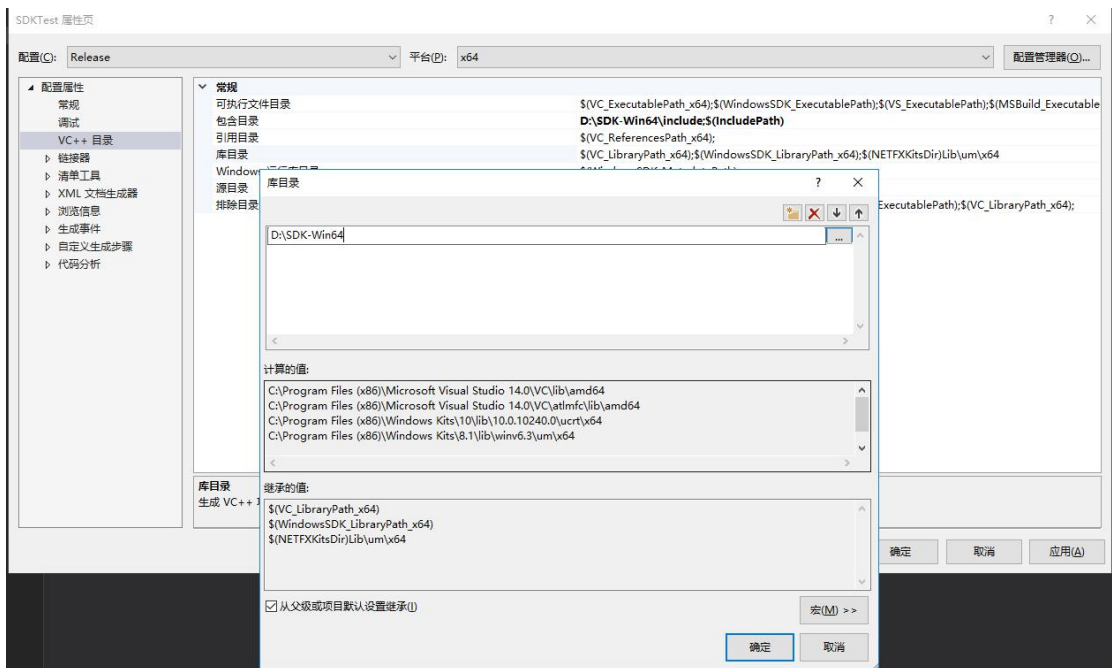 SDKTest 属性页
? ×
配置(C): Release 平台(P): x64 配置管理器(O)...
配置属性
常规
调试
VC++ 目录
链接器
清单工具
XML 文档生成器
浏览信息
生成事件
自定义生成步骤
代码分析
常规
可执行文件目录 $(VC_ExecutablePath_x64);$(WindowsSDK_ExecutablePath);$(VS_ExecutablePath);$(MSBuild_Executable
包含目录 D:\SDK-Win64\include;$(IncludePath)
引用目录 $(VC_ReferencesPath_x64);
库目录 $(VC_LibraryPath_x64);$(WindowsSDK_LibraryPath_x64);$(NETFXKitsDir)Lib\um\x64
Window
源目录
排除目录 ExecutablePath);$(VC_LibraryPath_x64);
库目录 ? ×
D:\SDK-Win64 ...
计算的值:
C:\Program Files (x86)\Microsoft Visual Studio 14.0\VC\lib\amd64
C:\Program Files (x86)\Microsoft Visual Studio 14.0\VC\atlmfc\lib\amd64
C:\Program Files (x86)\Windows Kits\10\lib\10.0.10240.0\ucrt\x64
C:\Program Files (x86)\Windows Kits\8.1\lib\winv6.3\um\x64
继承的值:
$(VC_LibraryPath_x64)
$(WindowsSDK_LibraryPath_x64)
$(NETFXKitsDir)Lib\um\x64
从父级或项目默认设置继承(I) 宏(M) >>
确定 取消
库目录
生成 VC++
确定 取消 应用(A)